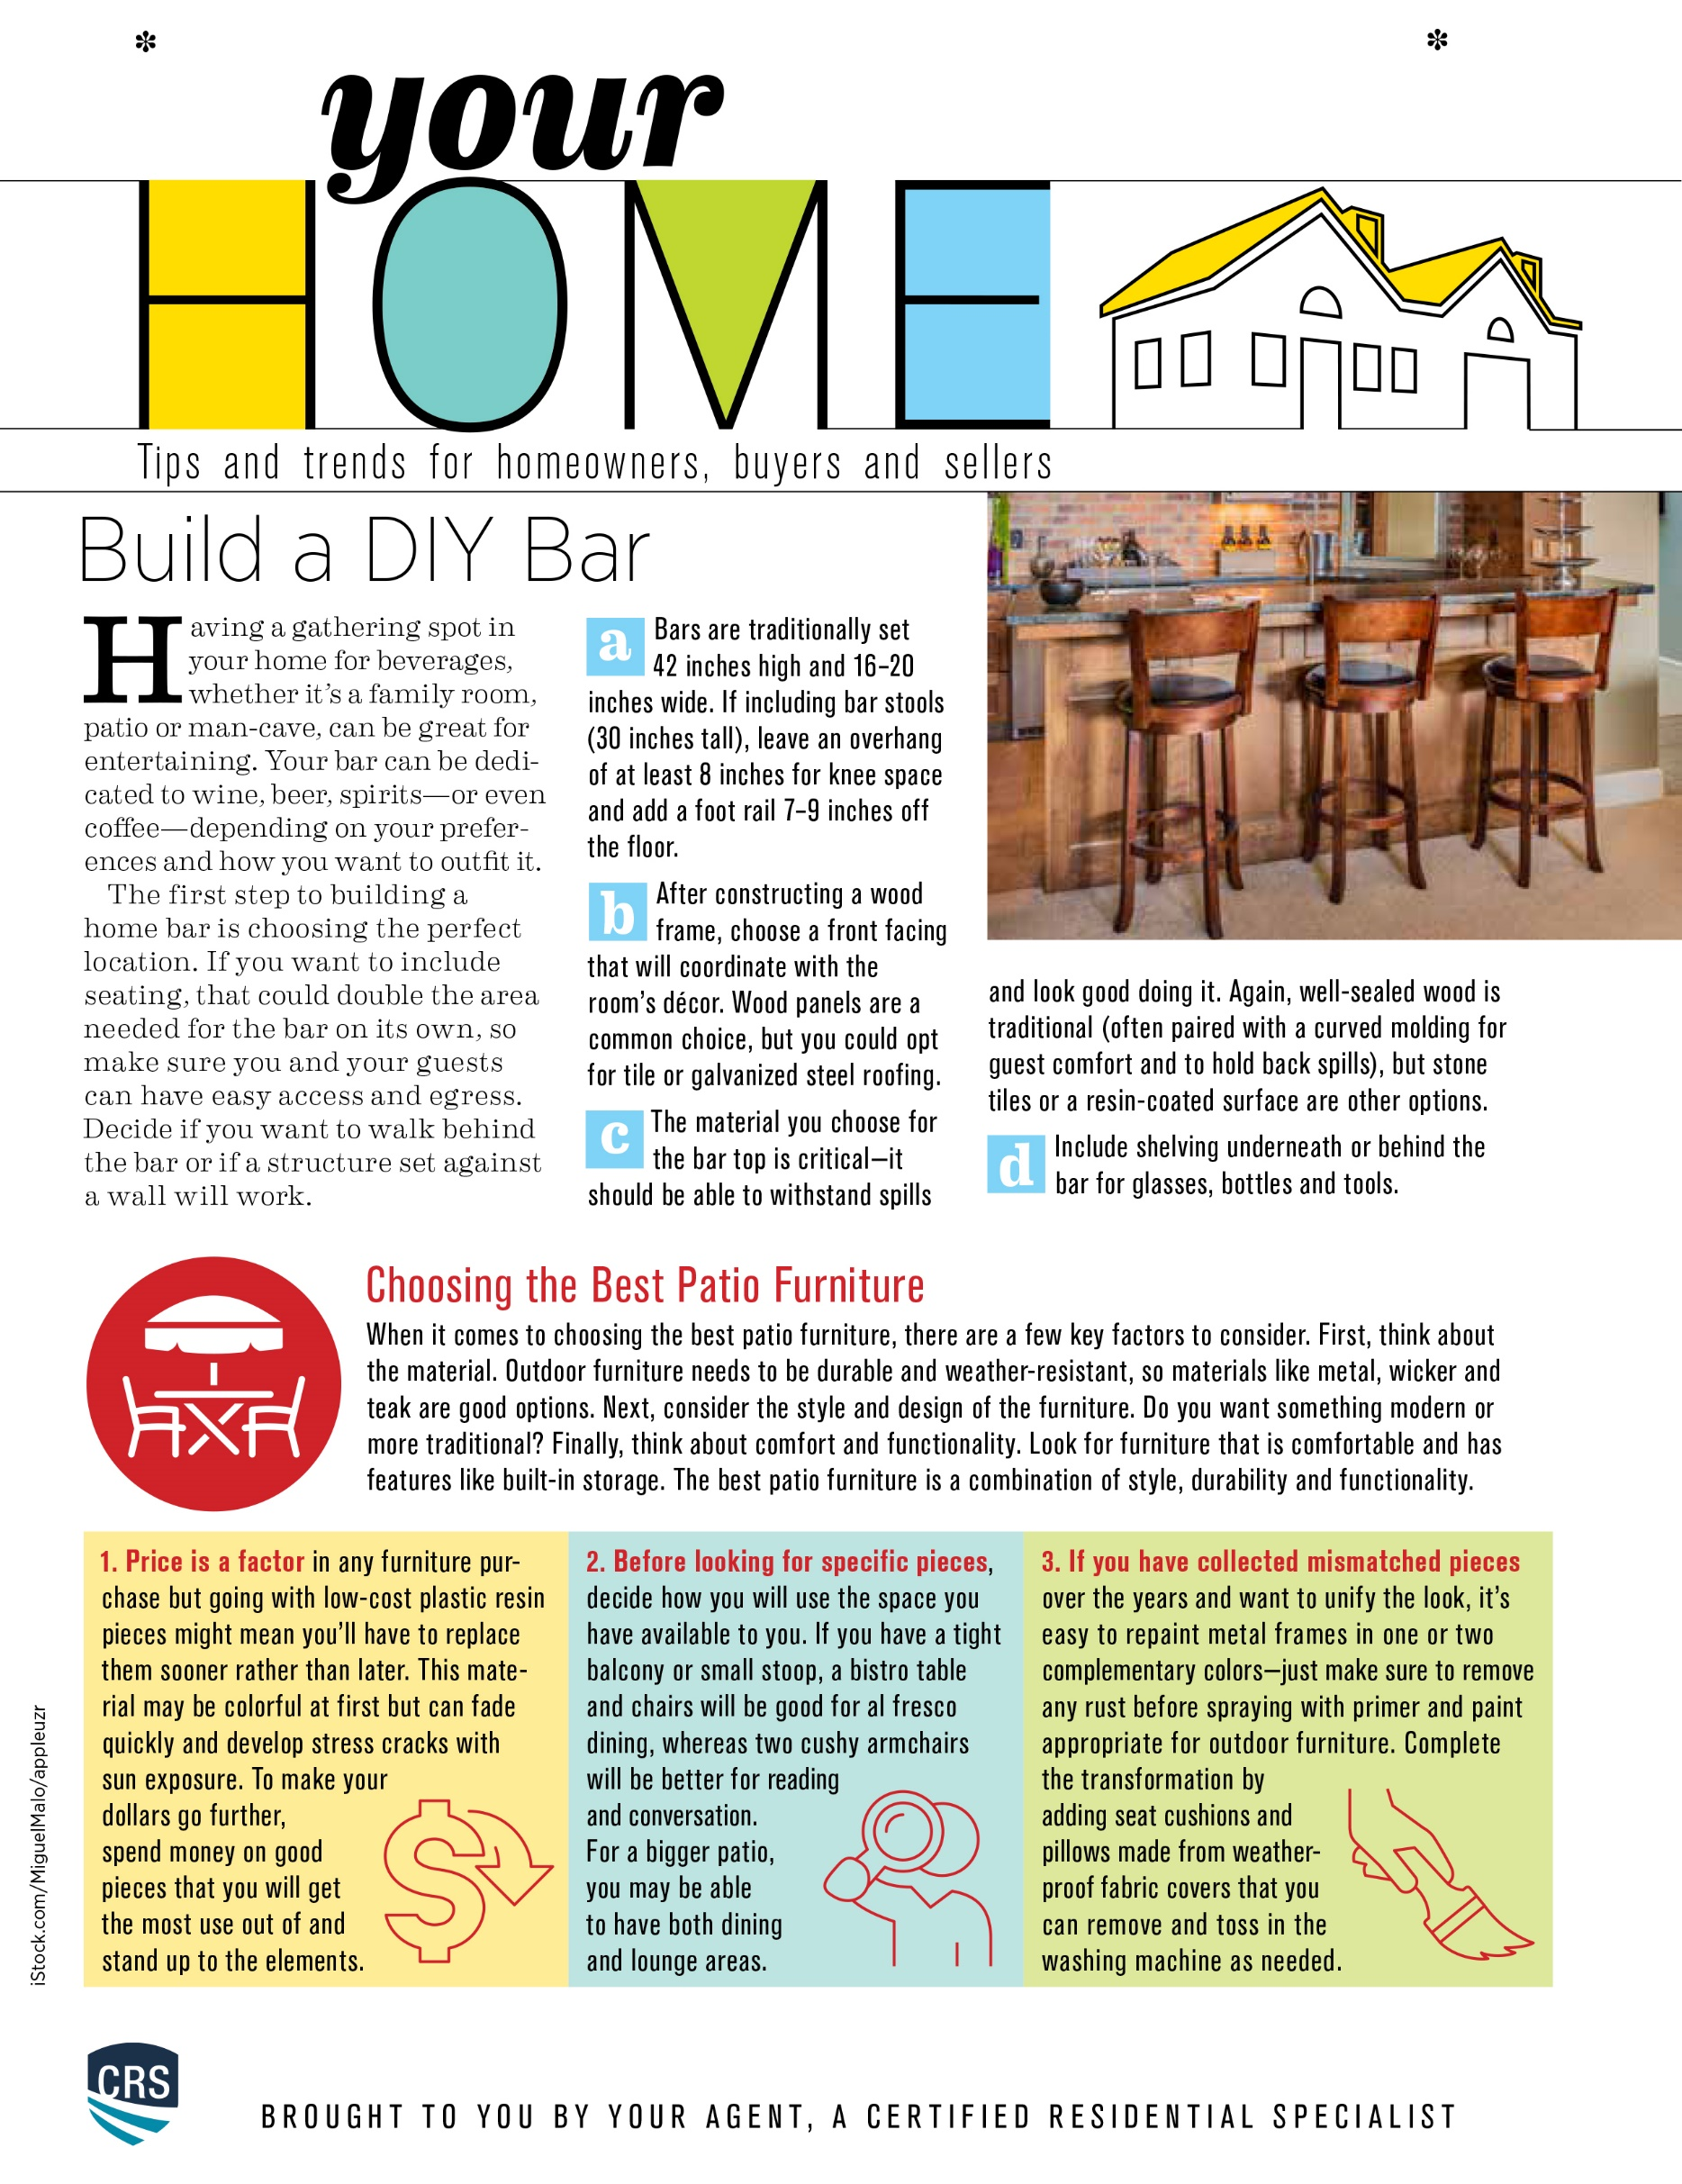 *
*
your
HOME
Tips and trends for homeowners, buyers and sellers
Build a DIY Bar
Having a gathering spot in
your home for beverages,
whether it’s a family room,
patio or man-cave, can be great for
entertaining. Your bar can be dedi-
cated to wine, beer, spirits—or even
coffee—depending on your prefer-
ences and how you want to outfit it.
The first step to building a
home bar is choosing the perfect
location. If you want to include
seating, that could double the area
needed for the bar on its own, so
make sure you and your guests
can have easy access and egress.
Decide if you want to walk behind
the bar or if a structure set against
a wall will work.
a Bars are traditionally set
42 inches high and 16–20
inches wide. If including bar stools
(30 inches tall), leave an overhang
of at least 8 inches for knee space
and add a foot rail 7–9 inches off
the floor.
b After constructing a wood
frame, choose a front facing
that will coordinate with the
room’s décor. Wood panels are a
common choice, but you could opt
for tile or galvanized steel roofing.
c The material you choose for
the bar top is critical—it
should be able to withstand spills
and look good doing it. Again, well-sealed wood is
traditional (often paired with a curved molding for
guest comfort and to hold back spills), but stone
tiles or a resin-coated surface are other options.
d Include shelving underneath or behind the
bar for glasses, bottles and tools.
Choosing the Best Patio Furniture
When it comes to choosing the best patio furniture, there are a few key factors to consider. First, think about
the material. Outdoor furniture needs to be durable and weather-resistant, so materials like metal, wicker and
teak are good options. Next, consider the style and design of the furniture. Do you want something modern or
more traditional? Finally, think about comfort and functionality. Look for furniture that is comfortable and has
features like built-in storage. The best patio furniture is a combination of style, durability and functionality.
1. Price is a factor in any furniture pur-
chase but going with low-cost plastic resin
pieces might mean you’ll have to replace
them sooner rather than later. This mate-
rial may be colorful at first but can fade
quickly and develop stress cracks with
sun exposure. To make your
dollars go further,
spend money on good
pieces that you will get
the most use out of and
stand up to the elements.
2. Before looking for specific pieces,
decide how you will use the space you
have available to you. If you have a tight
balcony or small stoop, a bistro table
and chairs will be good for al fresco
dining, whereas two cushy armchairs
will be better for reading
and conversation.
For a bigger patio,
you may be able
to have both dining
and lounge areas.
3. If you have collected mismatched pieces
over the years and want to unify the look, it’s
easy to repaint metal frames in one or two
complementary colors—just make sure to remove
any rust before spraying with primer and paint
appropriate for outdoor furniture. Complete
the transformation by
adding seat cushions and
pillows made from weather-
proof fabric covers that you
can remove and toss in the
washing machine as needed.
iStock.com/MiguelMalo/appleuzr
CRS
BROUGHT TO YOU BY YOUR AGENT, A CERTIFIED RESIDENTIAL SPECIALIST